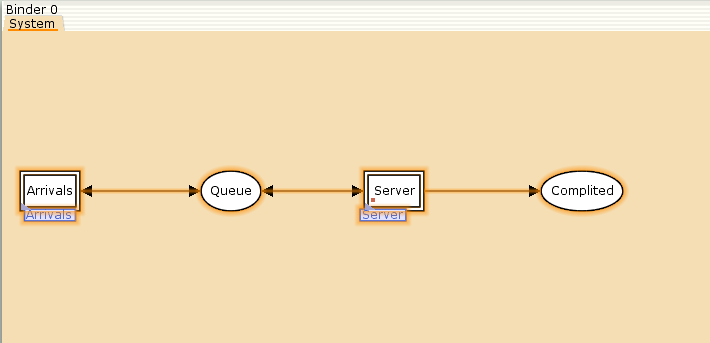 Binder 0
System
Arrivals
Queue
Server
Complited
Arrivals
Server